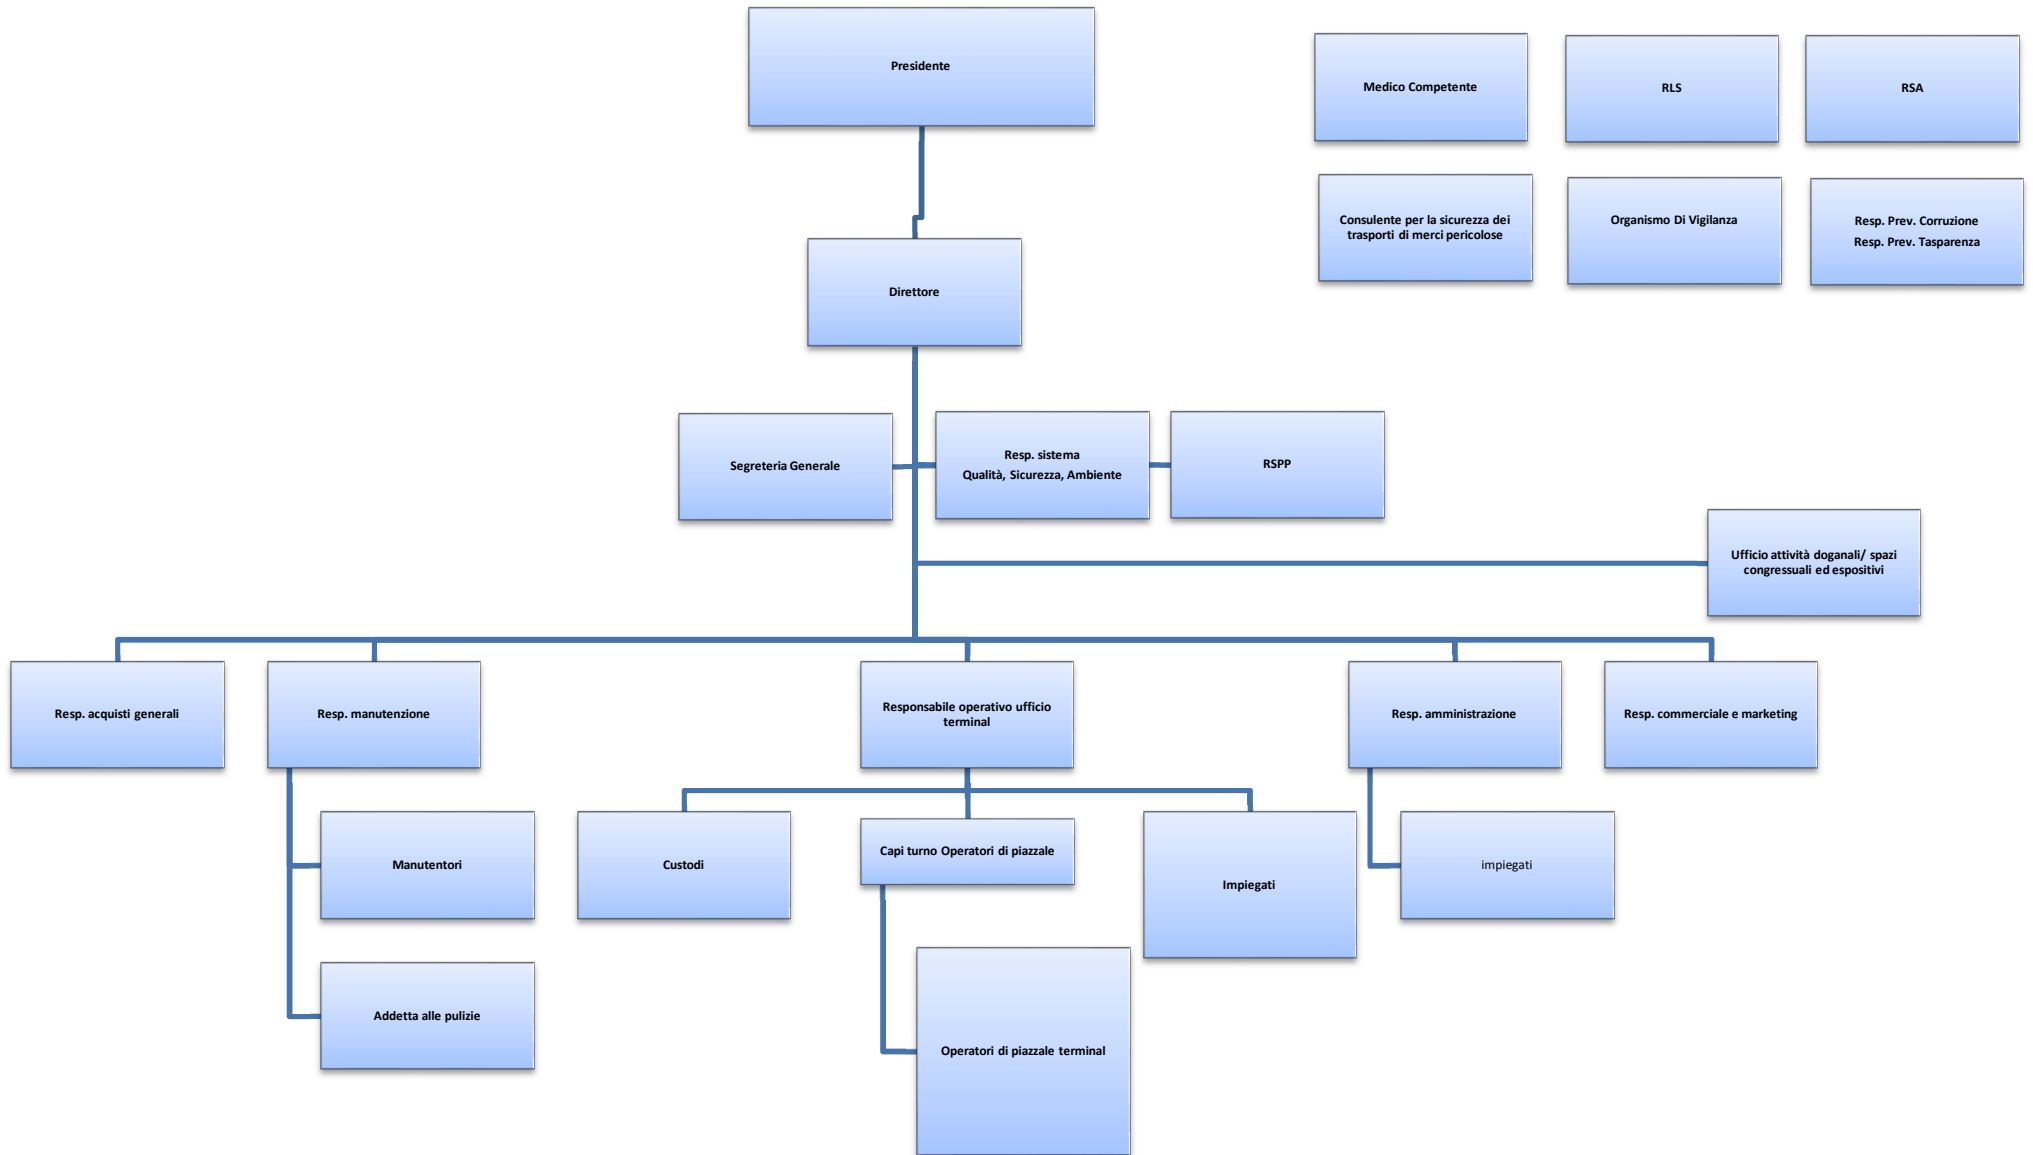 Presidente
Medico Competente
RLS
RSA
Consulente per la sicurezza dei
trasporti di merci pericolose
Organismo Di Vigilanza
Resp. Prev. Corruzione
Resp. Prev. Tasparenza
Direttore
Segreteria Generale
Resp. sistema
Qualità, Sicurezza, Ambiente
RSPP
Ufficio attività doganali/ spazi
congressuali ed espositivi
Resp. acquisti generali
Resp. manutenzione
Responsabile operativo ufficio
terminal
Resp. amministrazione
Resp. commerciale e marketing
Manutentori
Custodi
Capi turno Operatori di piazzale
Impiegati
impiegati
Addetta alle pulizie
Operatori di piazzale terminal